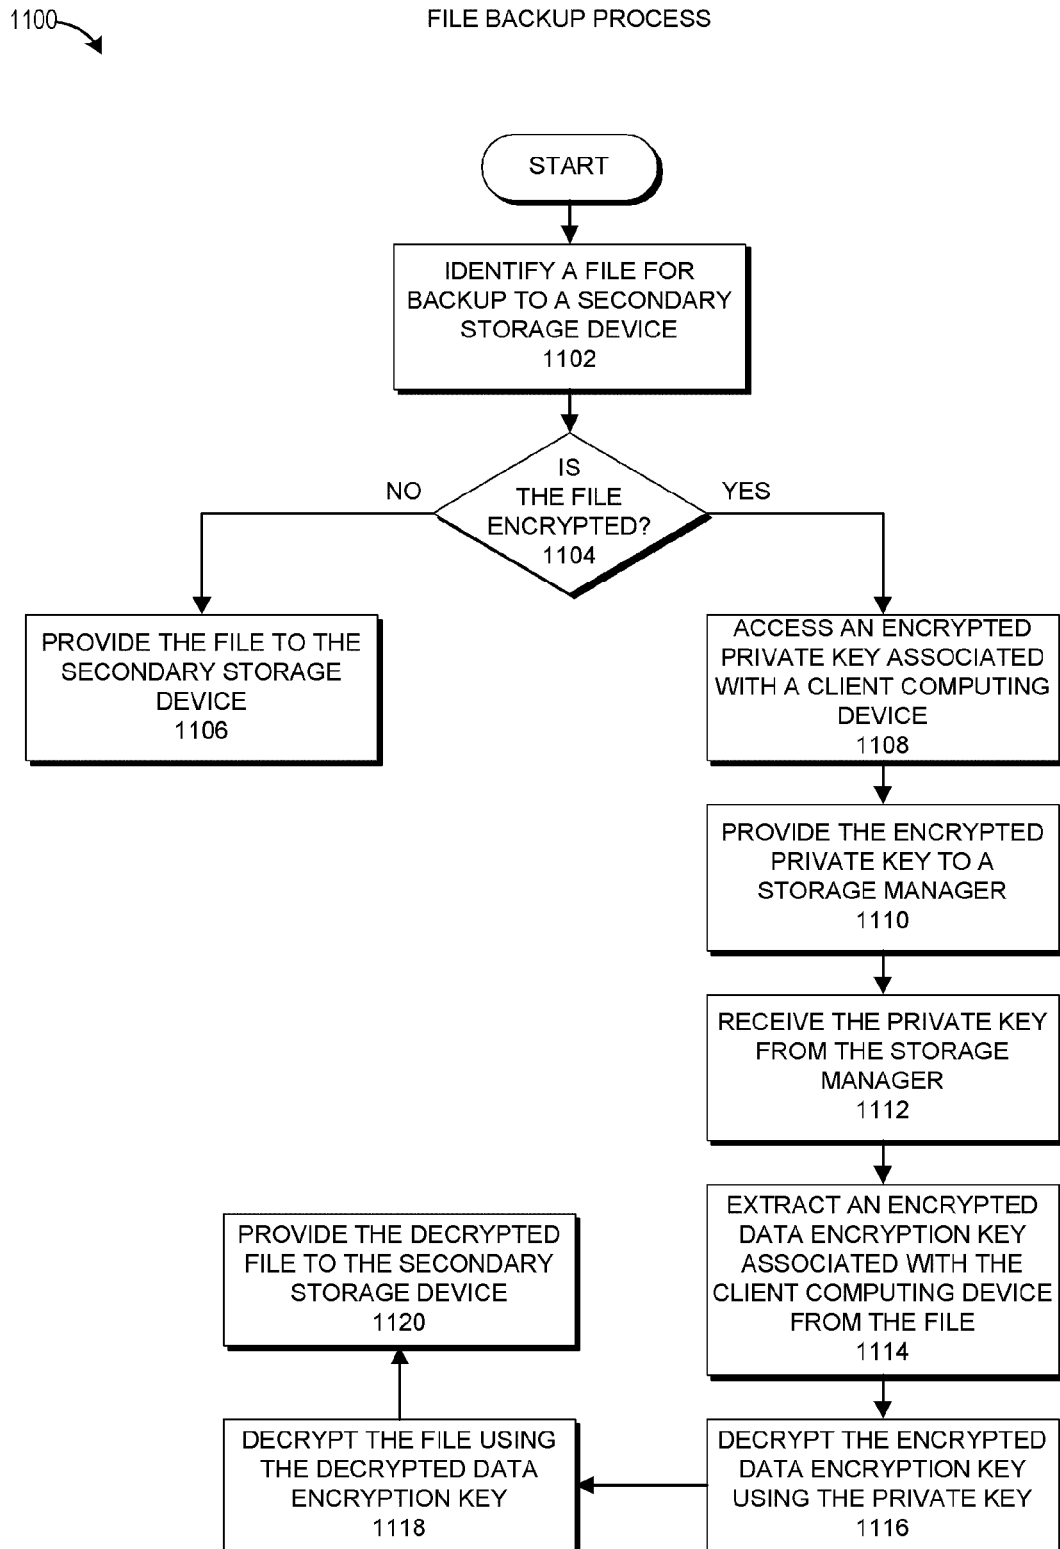 1100
FILE BACKUP PROCESS
START
IDENTIFY A FILE FOR
BACKUP TO A SECONDARY
STORAGE DEVICE
1102
IS
THE FILE
ENCRYPTED?
1104
NO
YES
PROVIDE THE FILE TO THE
SECONDARY STORAGE
DEVICE
1106
ACCESS AN ENCRYPTED
PRIVATE KEY ASSOCIATED
WITH A CLIENT COMPUTING
DEVICE
1108
PROVIDE THE ENCRYPTED
PRIVATE KEY TO A
STORAGE MANAGER
1110
RECEIVE THE PRIVATE KEY
FROM THE STORAGE
MANAGER
1112
EXTRACT AN ENCRYPTED
DATA ENCRYPTION KEY
ASSOCIATED WITH THE
CLIENT COMPUTING DEVICE
FROM THE FILE
1114
DECRYPT THE ENCRYPTED
DATA ENCRYPTION KEY
USING THE PRIVATE KEY
1116
DECRYPT THE FILE USING
THE DECRYPTED DATA
ENCRYPTION KEY
1118
PROVIDE THE DECRYPTED
FILE TO THE SECONDARY
STORAGE DEVICE
1120